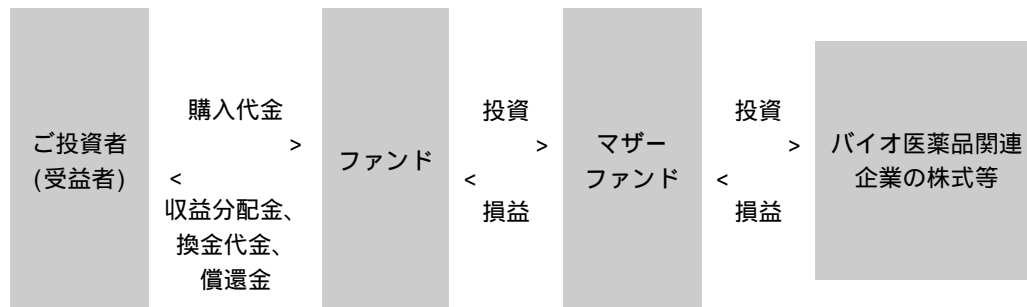 ご投資者
(受益者)
購入代金
>
<
収益分配金、
換金代金、
償還金
ファンド
投資
>
<
損益
マザー
ファンド
投資
>
<
損益
バイオ医薬品関連
企業の株式等